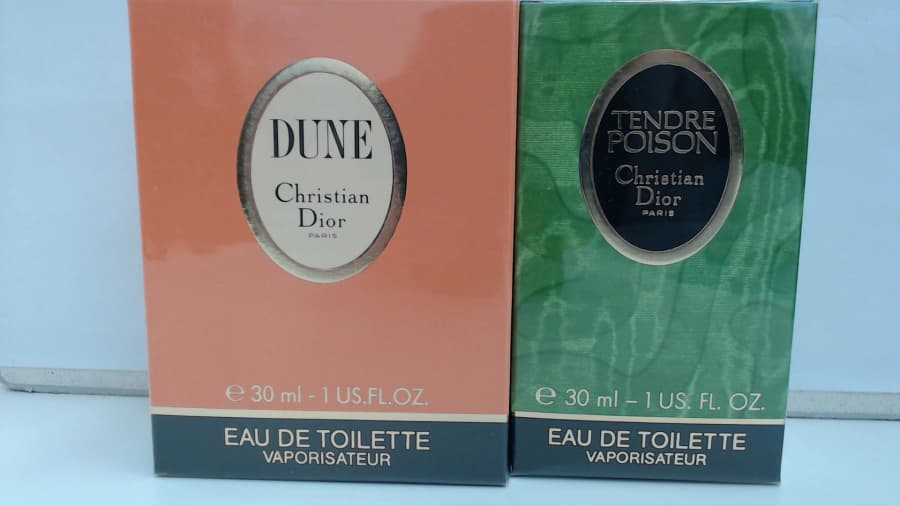 DUNE
Christian
Dior
PARIS
℮ 30 ml - 1 US.FL.OZ.
EAU DE TOILETTE
VAPORISATEUR
TENDRE
POISON
Christian
Dior
PARIS
℮ 30 ml – 1 US. FL. OZ.
EAU DE TOILETTE
VAPORISATEUR